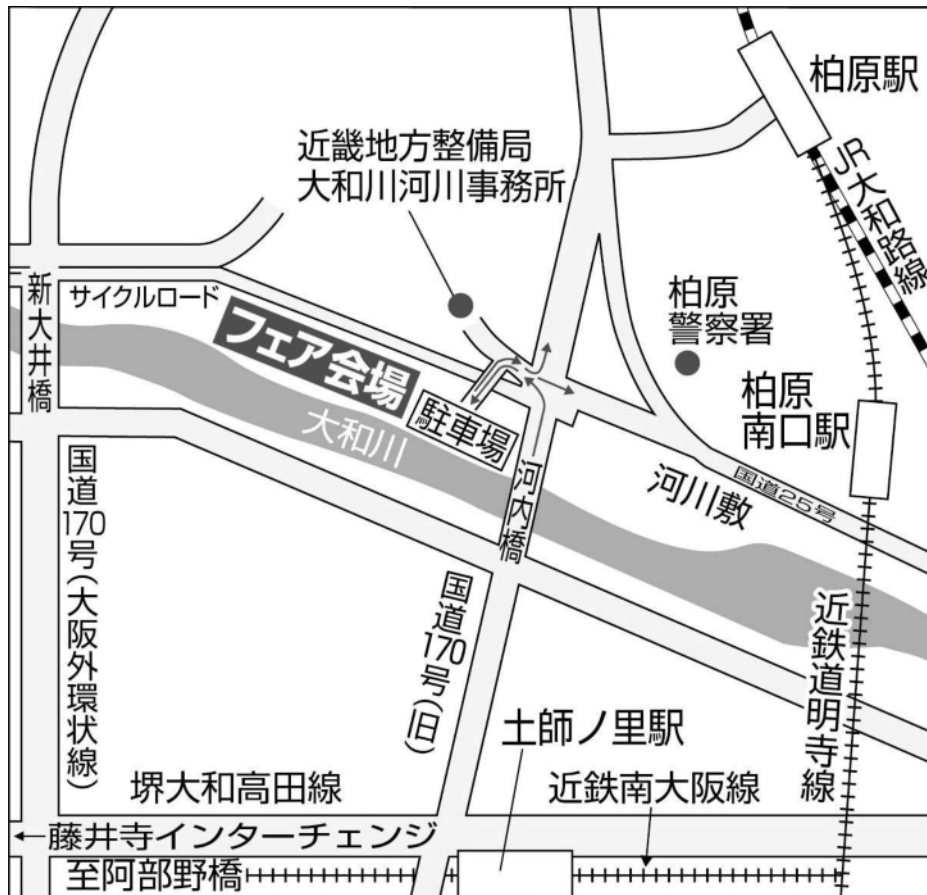 柏原駅
近畿地方整備局
大和川河川事務所
JR大和路線
新大井橋
サイクルロード
フェア会場
柏原
警察署
駐車場
大和川
柏原
南口駅
河内橋
河川敷
国道25号
国道170号(大阪外環状線)
国道170号(旧)
近鉄道明寺線
土師ノ里駅
堺大和高田線
近鉄南大阪線
←藤井寺インターチェンジ
至阿部野橋